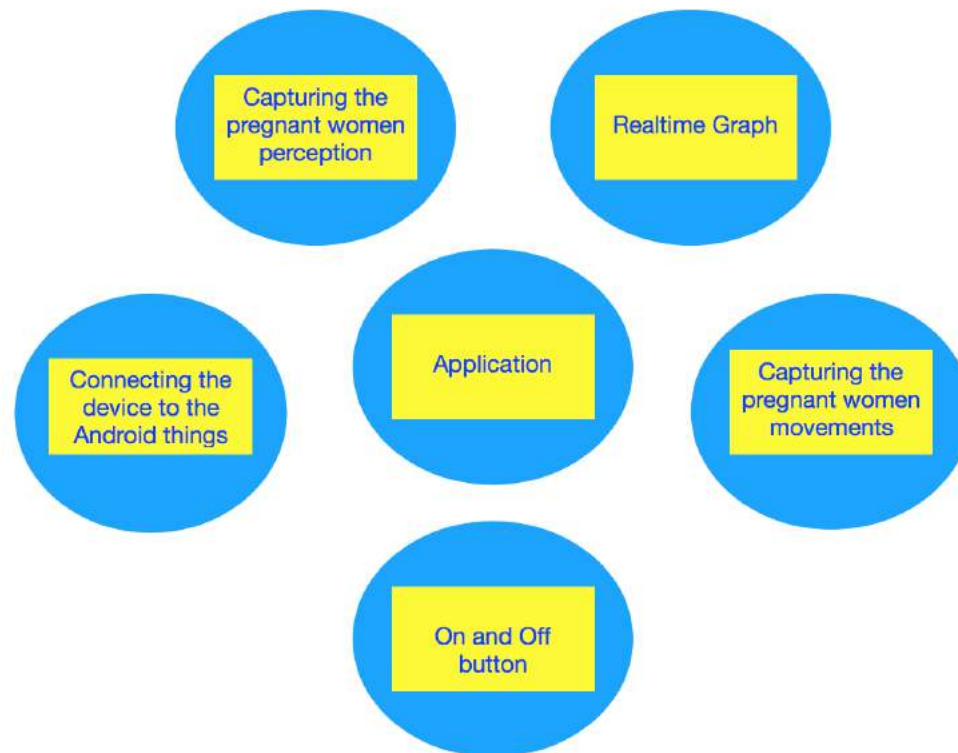 Capturing the
pregnant women
perception
Realtime Graph
Application
Connecting the
device to the
Android things
Capturing the
pregnant women
movements
On and Off
button